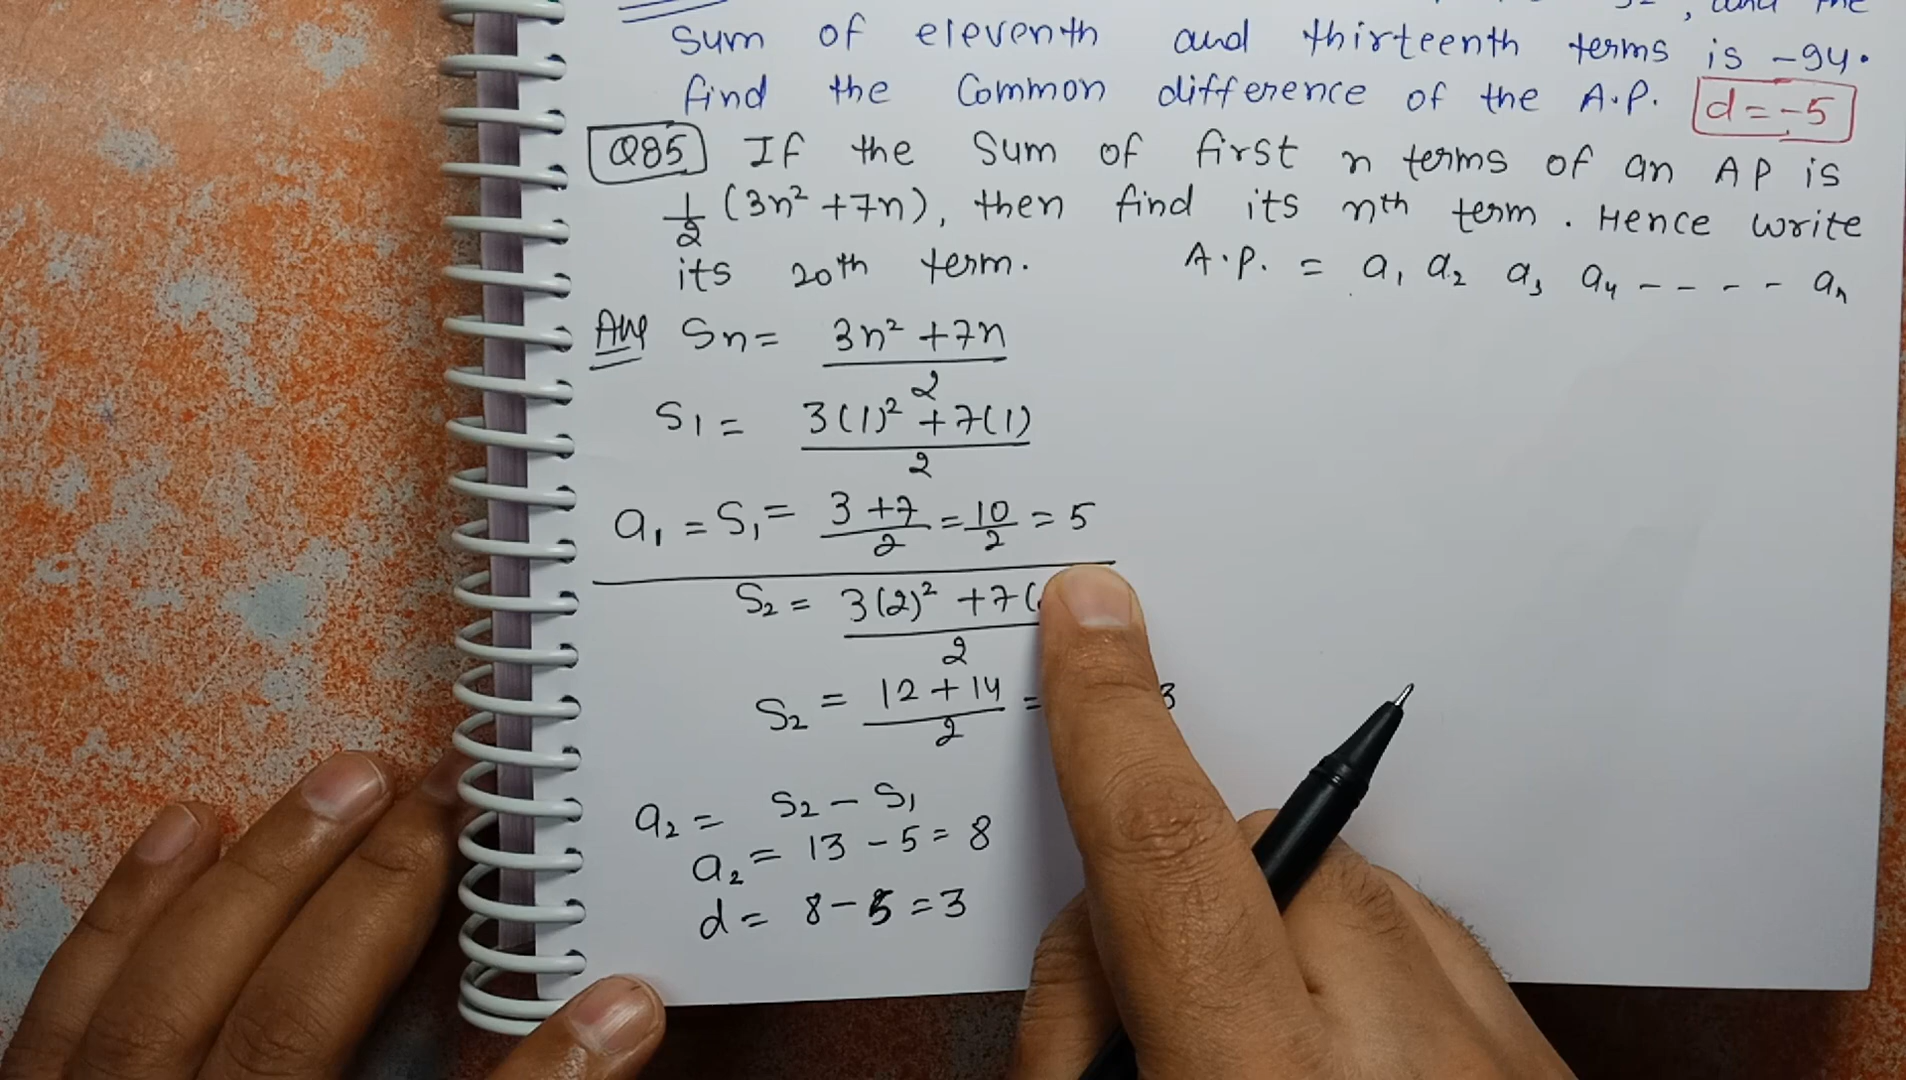 , and the
sum of eleventh and thirteenth terms is -94.
find the Common difference of the A.P. d = -5
Q85 If the sum of first n terms of an AP is
1/2 (3n² + 7n), then find its nth term. Hence write
its 20th term. A.P. = a₁ a₂ a₃ a₄ - - - - aₙ
Ans Sn = 3n² + 7n / 2
S₁ = 3(1)² + 7(1) / 2
a₁ = S₁ = 3 + 7 / 2 = 10 / 2 = 5
S₂ = 3(2)² + 7( / 2
S₂ = 12 + 14 / 2 = 3
a₂ = S₂ - S₁
a₂ = 13 - 5 = 8
d = 8 - 5 = 3